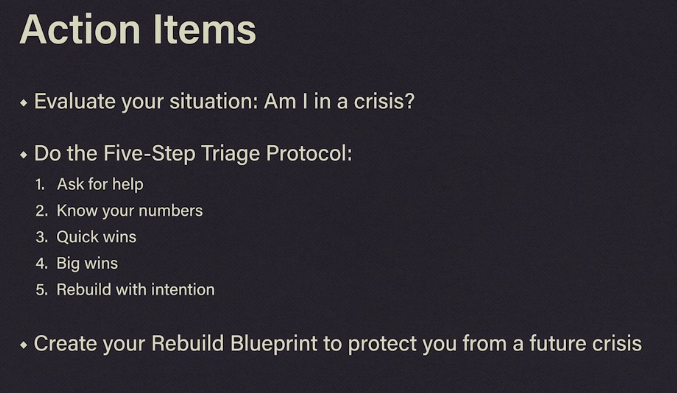 Action Items
◆ Evaluate your situation: Am I in a crisis?
◆ Do the Five-Step Triage Protocol:
1. Ask for help
2. Know your numbers
3. Quick wins
4. Big wins
5. Rebuild with intention
◆ Create your Rebuild Blueprint to protect you from a future crisis